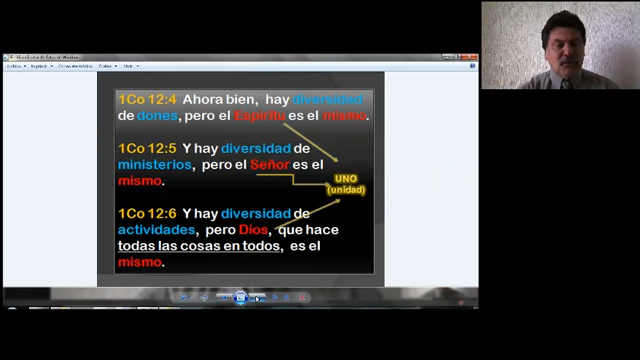 1Co 12:4 Ahora bien, hay diversidad
de dones, pero el Espíritu es el mismo.
1Co 12:5 Y hay diversidad de
ministerios, pero el Señor es el
mismo.
UNO
(unidad)
1Co 12:6 Y hay diversidad de
actividades, pero Dios, que hace
todas las cosas en todos, es el
mismo.